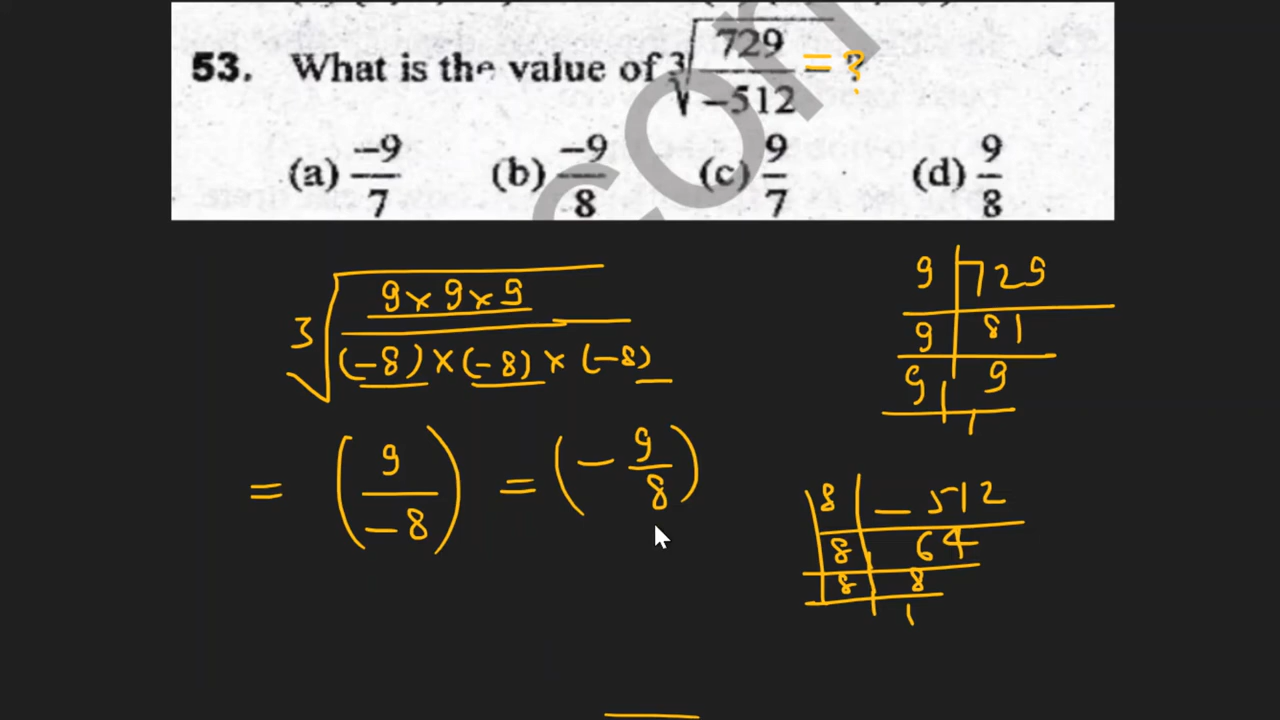 53. What is the value of ∛(729/−512) = ?
(a) −9/7 (b) −9/8 (c) 9/7 (d) 9/8
∛((9×9×9)/((−8)×(−8)×(−8)))
= (9/−8) = (−9/8)
9 | 729
9 | 81
9 | 9
1
8 | −512
8 | 64
8 | 8
1